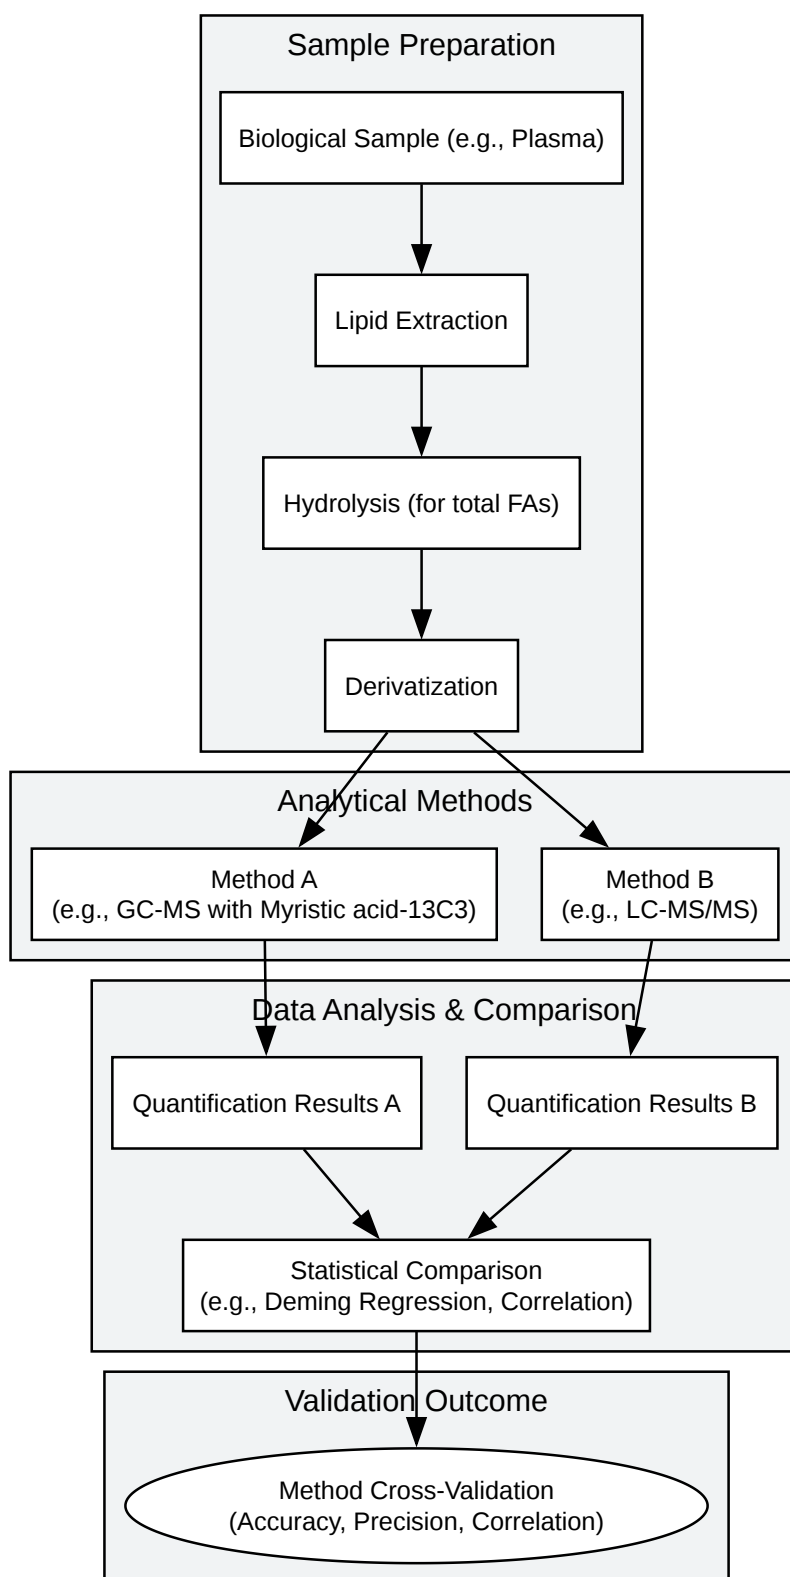 Sample Preparation
Biological Sample (e.g., Plasma)
Lipid Extraction
Hydrolysis (for total FAs)
Derivatization
Analytical Methods
Method A
(e.g., GC-MS with Myristic acid-13C3)
Method B
(e.g., LC-MS/MS)
Data Analysis & Comparison
Quantification Results A
Quantification Results B
Statistical Comparison
(e.g., Deming Regression, Correlation)
Validation Outcome
Method Cross-Validation
(Accuracy, Precision, Correlation)